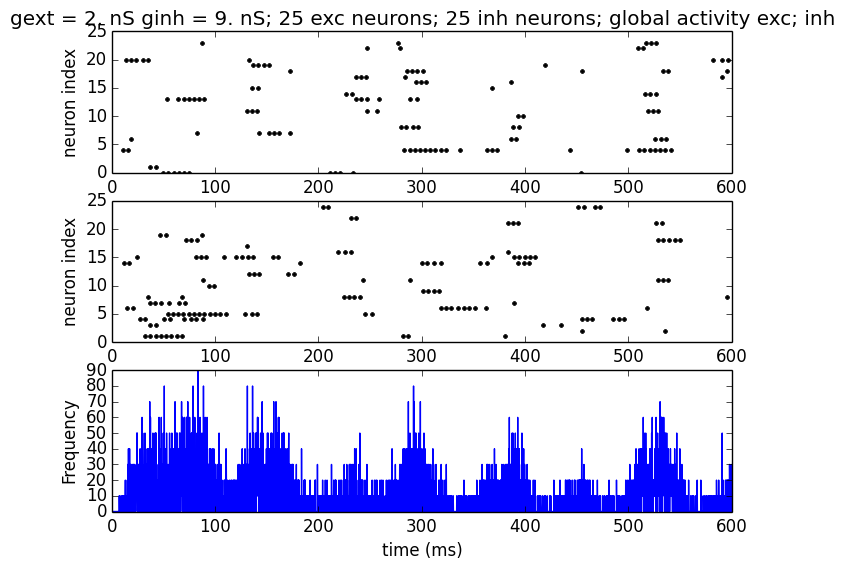 gext = 2. nS ginh = 9. nS; 25 exc neurons; 25 inh neurons; global activity exc; inh
25
20
15
10
5
0
neuron index
0 100 200 300 400 500 600
25
20
15
10
5
0
neuron index
0 100 200 300 400 500 600
90
80
70
60
50
40
30
20
10
0
Frequency
0 100 200 300 400 500 600
time (ms)